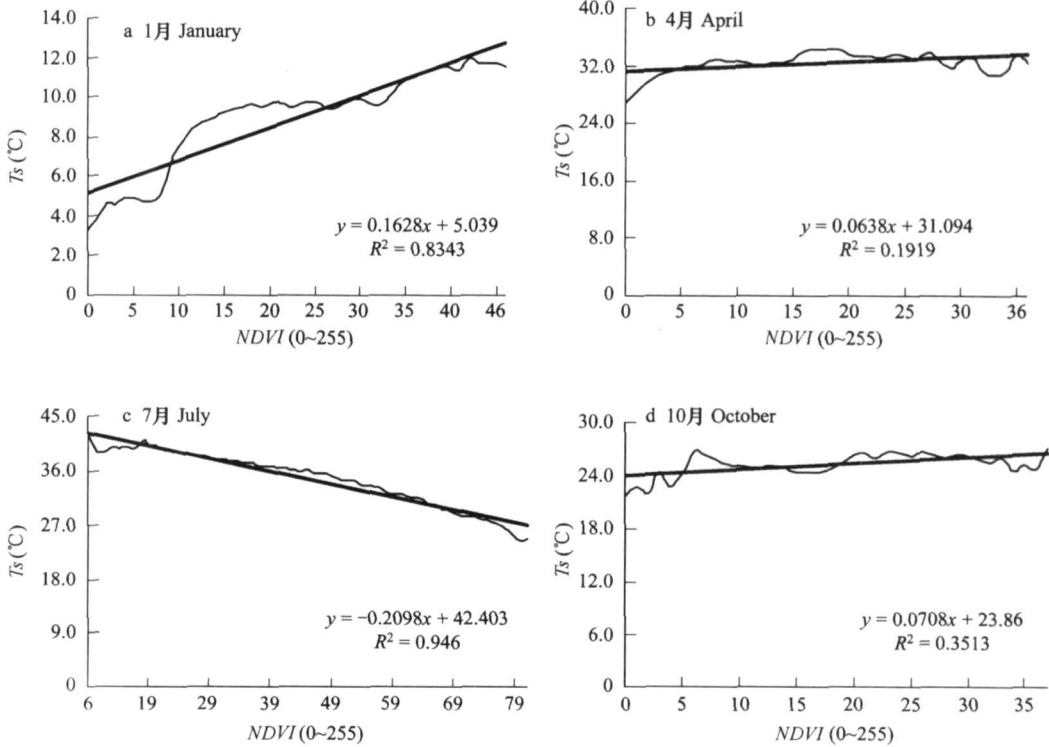 a 1月 January
14.0
12.0
10.0
8.0
6.0
4.0
2.0
0
Ts (℃)
y = 0.1628x + 5.039
R² = 0.8343
0 5 10 15 20 25 30 35 40 46
NDVI (0~255)
b 4月 April
40.0
32.0
24.0
16.0
8.0
0
Ts (℃)
y = 0.0638x + 31.094
R² = 0.1919
0 5 10 15 20 25 30 36
NDVI (0~255)
c 7月 July
45.0
36.0
27.0
18.0
9.0
0
Ts (℃)
y = −0.2098x + 42.403
R² = 0.946
6 19 29 39 49 59 69 79
NDVI (0~255)
d 10月 October
30.0
24.0
18.0
12.0
6.0
0
Ts (℃)
y = 0.0708x + 23.86
R² = 0.3513
0 5 10 15 20 25 30 35
NDVI (0~255)